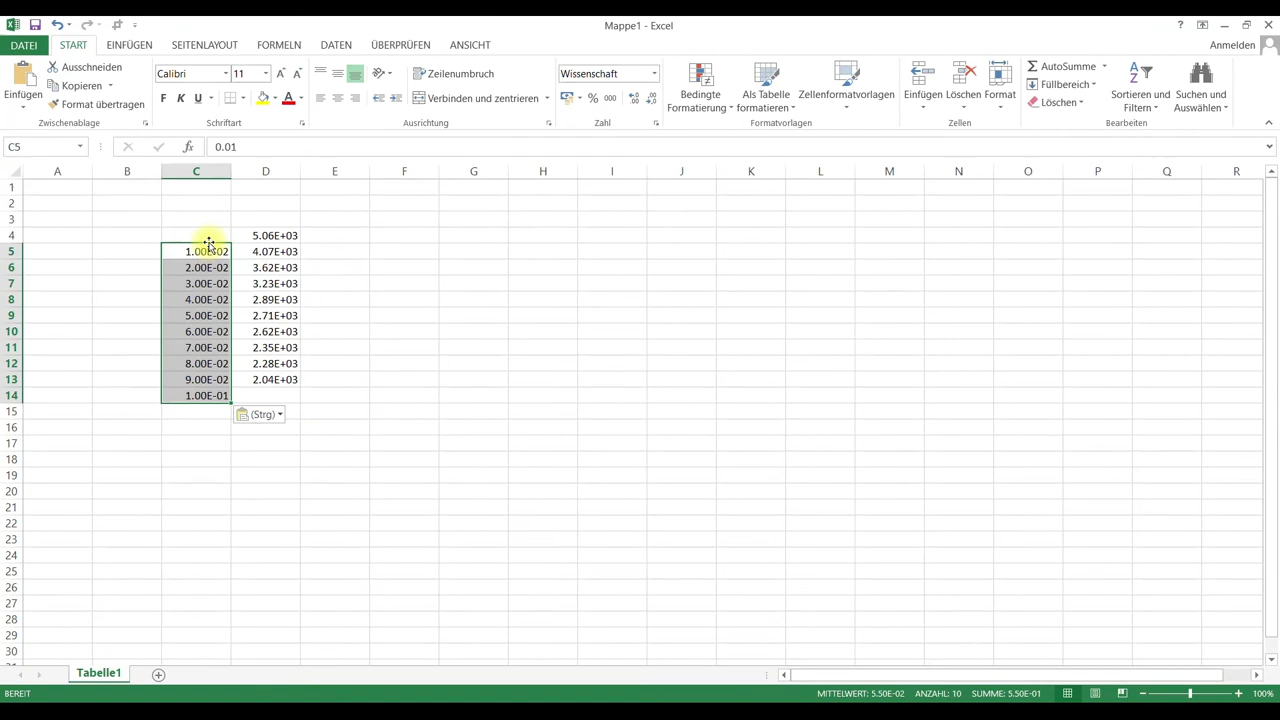 Mappe1 - Excel
DATEI START EINFÜGEN SEITENLAYOUT FORMELN DATEN ÜBERPRÜFEN ANSICHT Anmelden
Ausschneiden
Kopieren
Format übertragen
Einfügen
Zwischenablage
Calibri 11
F K U
Schriftart
Zeilenumbruch
Verbinden und zentrieren
Ausrichtung
Wissenschaft
% 000
Zahl
Bedingte Formatierung
Als Tabelle formatieren
Zellenformatvorlagen
Formatvorlagen
Einfügen Löschen Format
Zellen
AutoSumme
Füllbereich
Löschen
Sortieren und Filtern
Suchen und Auswählen
Bearbeiten
C5 fx 0.01
A B C D E F G H I J K L M N O P Q R
1
2
3
4 5.06E+03
5 1.00E-02 4.07E+03
6 2.00E-02 3.62E+03
7 3.00E-02 3.23E+03
8 4.00E-02 2.89E+03
9 5.00E-02 2.71E+03
10 6.00E-02 2.62E+03
11 7.00E-02 2.35E+03
12 8.00E-02 2.28E+03
13 9.00E-02 2.04E+03
14 1.00E-01
15 (Strg)
16
17
18
19
20
21
22
23
24
25
26
27
28
29
30
Tabelle1
BEREIT MITTELWERT: 5.50E-02 ANZAHL: 10 SUMME: 5.50E-01 100%